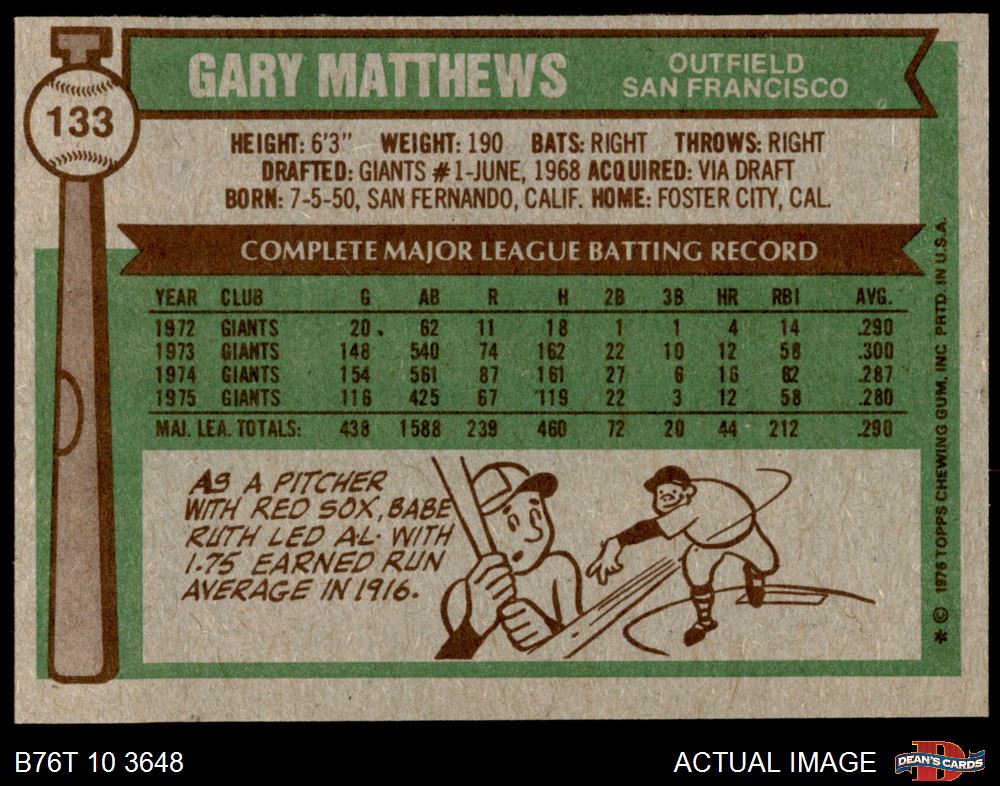 133
GARY MATTHEWS
OUTFIELD
SAN FRANCISCO
HEIGHT: 6'3" WEIGHT: 190 BATS: RIGHT THROWS: RIGHT
DRAFTED: GIANTS #1-JUNE, 1968 ACQUIRED: VIA DRAFT
BORN: 7-5-50, SAN FERNANDO, CALIF. HOME: FOSTER CITY, CAL.
COMPLETE MAJOR LEAGUE BATTING RECORD
YEAR CLUB G AB R H 2B 3B HR RBI AVG.
1972 GIANTS 20 62 11 18 1 1 4 14 .290
1973 GIANTS 148 540 74 162 22 10 12 58 .300
1974 GIANTS 154 561 87 161 27 6 16 82 .287
1975 GIANTS 116 425 67 119 22 3 12 58 .280
MAJ. LEA. TOTALS: 438 1588 239 460 72 20 44 212 .290
AS A PITCHER
WITH RED SOX, BABE
RUTH LED A.L. WITH
1.75 EARNED RUN
AVERAGE IN 1916.
* © 1976 TOPPS CHEWING GUM, INC. PRTD. IN U.S.A.
B76T 10 3648
ACTUAL IMAGE
D
DEAN'S CARDS